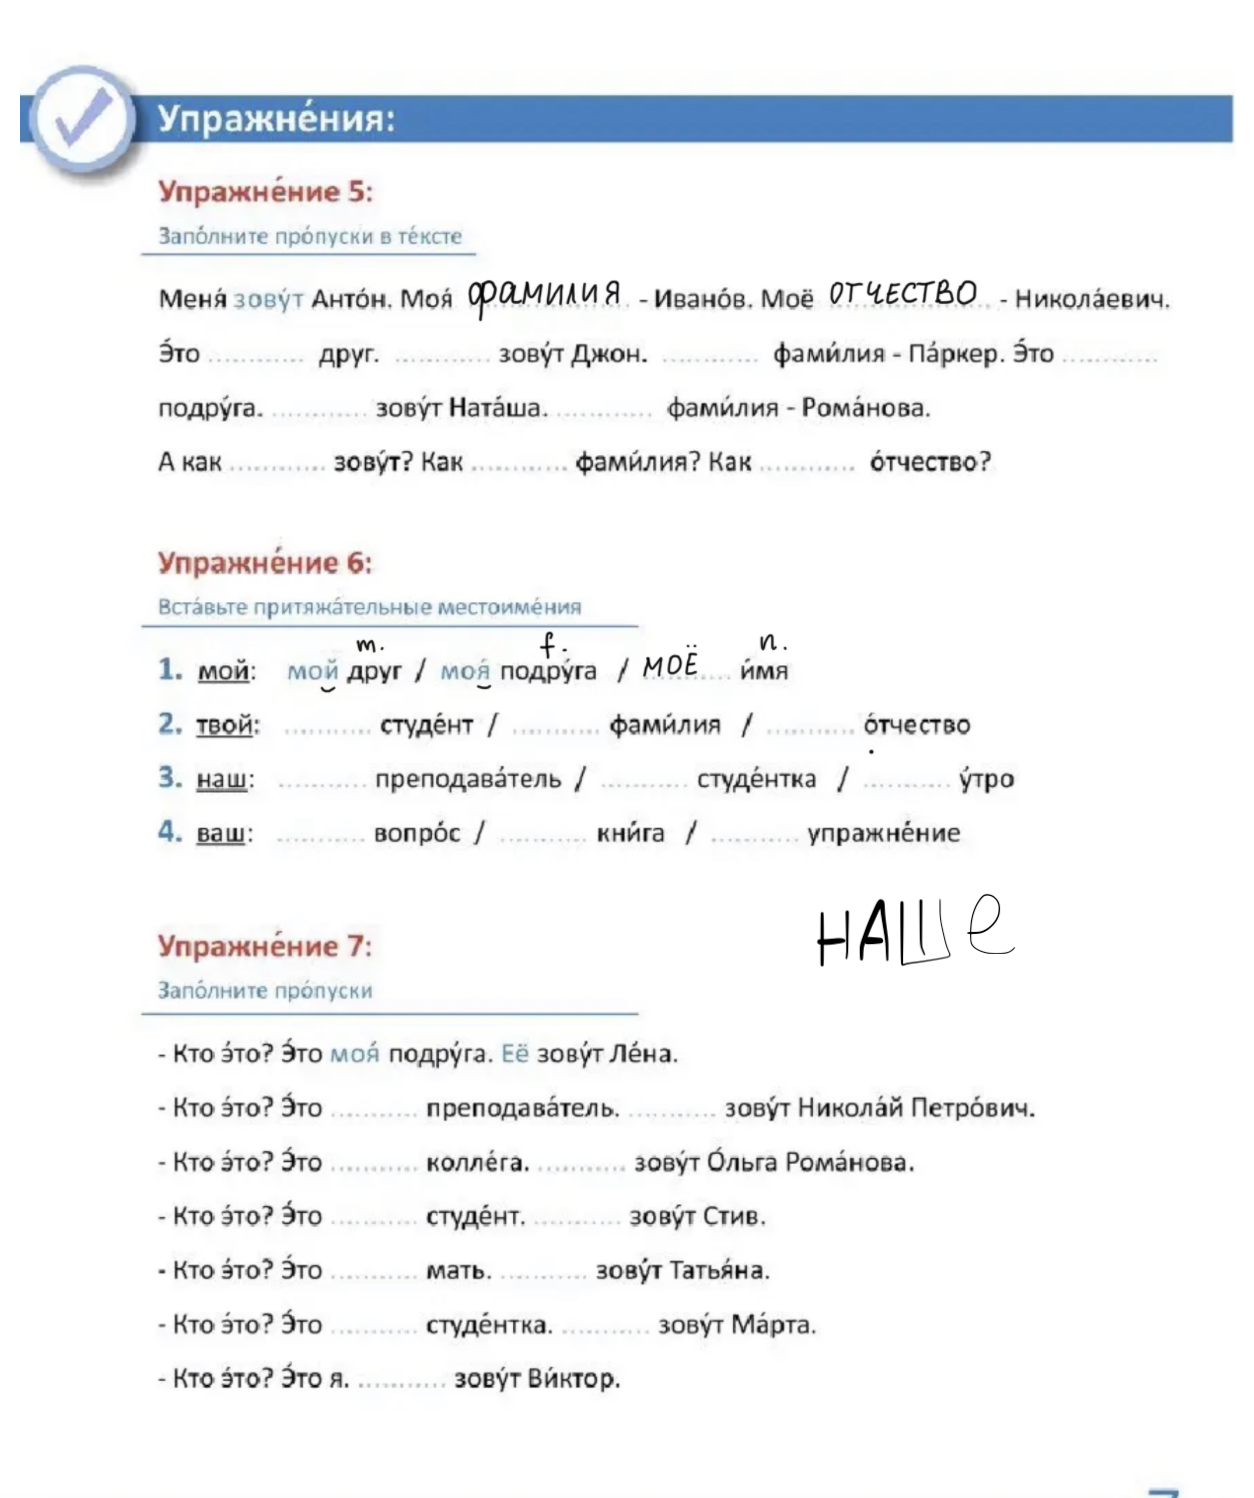 Упражне́ния:
Упражне́ние 5:
Запо́лните про́пуски в те́ксте
Меня́ зову́т Анто́н. Моя́ фамилия - Ивано́в. Моё ОТЧЕСТВО - Никола́евич.
Э́то ............ друг. ............ зову́т Джон. ............ фами́лия - Па́ркер. Э́то ............
подру́га. ............ зову́т Ната́ша. ............ фами́лия - Рома́нова.
А как ............ зову́т? Как ............ фами́лия? Как ............ о́тчество?
Упражне́ние 6:
Вста́вьте притяжа́тельные местоиме́ния
m. f. n.
1. мой: мой друг / моя́ подру́га / МОЁ и́мя
2. твой: ........... студе́нт / ........... фами́лия / ........... о́тчество
3. наш: ........... преподава́тель / ........... студе́нтка / ........... у́тро
4. ваш: ........... вопро́с / ........... кни́га / ........... упражне́ние
НАШе
Упражне́ние 7:
Запо́лните про́пуски
- Кто э́то? Э́то моя́ подру́га. Её зову́т Ле́на.
- Кто э́то? Э́то ........... преподава́тель. ........... зову́т Никола́й Петро́вич.
- Кто э́то? Э́то ........... колле́га. ........... зову́т О́льга Рома́нова.
- Кто э́то? Э́то ........... студе́нт. ........... зову́т Стив.
- Кто э́то? Э́то ........... мать. ........... зову́т Татья́на.
- Кто э́то? Э́то ........... студе́нтка. ........... зову́т Ма́рта.
- Кто э́то? Э́то я. ........... зову́т Ви́ктор.